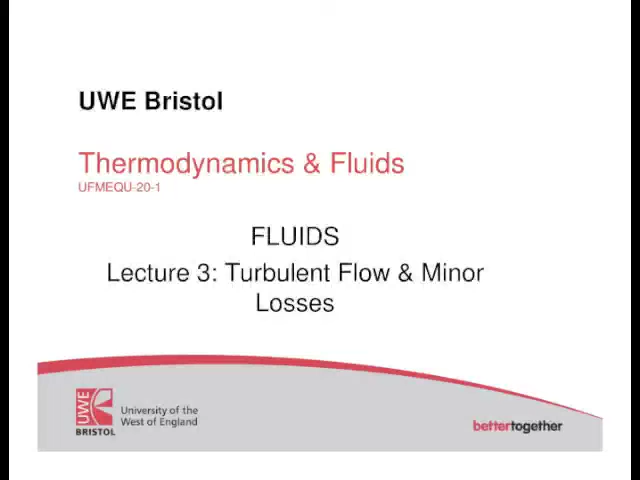 UWE Bristol
Thermodynamics & Fluids
UFMEQU-20-1
FLUIDS
Lecture 3: Turbulent Flow & Minor
Losses
UWE
BRISTOL
University of the
West of England
bettertogether